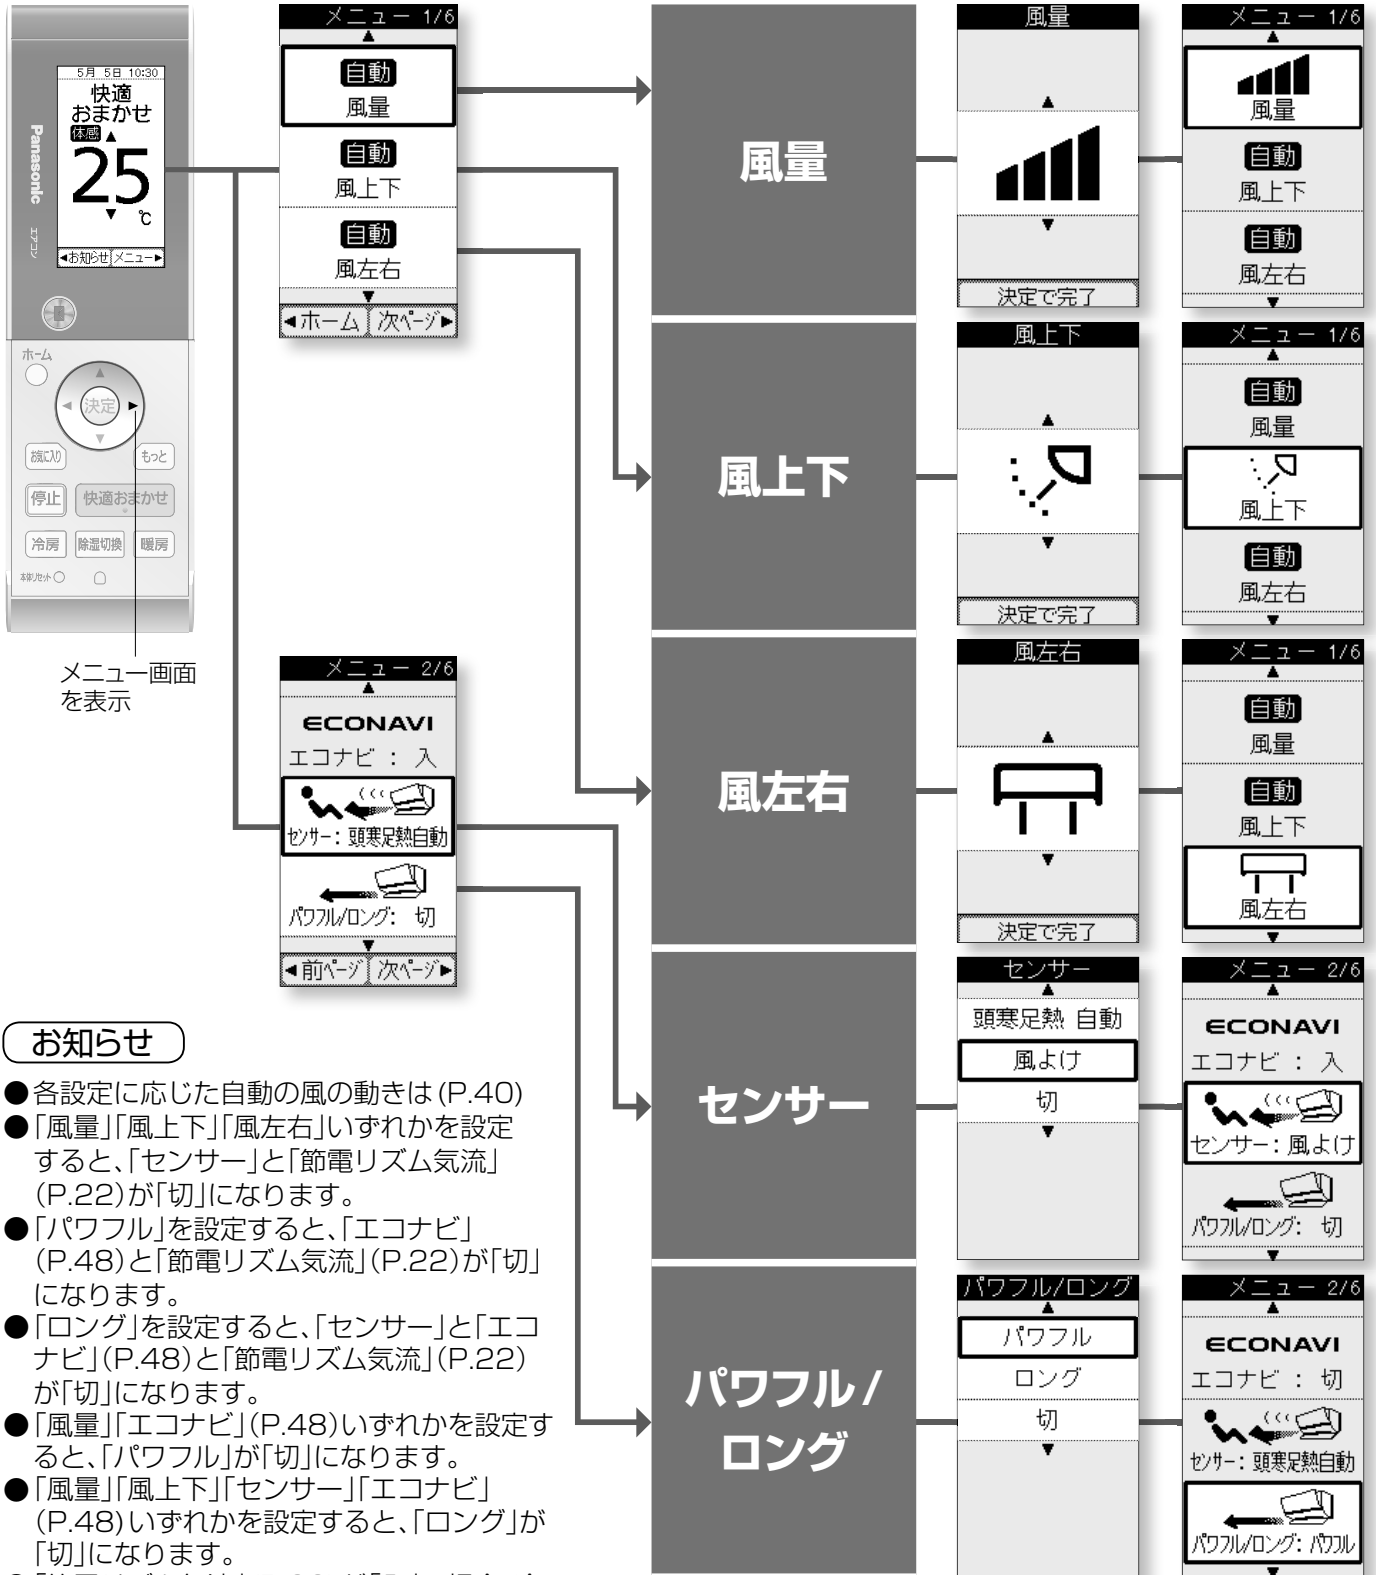 5月 5日 10:30
快適
おまかせ
体感
25
℃
お知らせ メニュー
Panasonic
エアコン
ホーム
決定
お気に入り
もっと
停止
快適おまかせ
冷房
除湿切換
暖房
本体リセット
メニュー画面
を表示
メニュー 1/6
自動
風量
自動
風上下
自動
風左右
ホーム 次ページ
メニュー 2/6
ECONAVI
エコナビ : 入
センサー: 頭寒足熱自動
パワフル/ロング: 切
前ページ 次ページ
風量
風量
決定で完了
メニュー 1/6
風量
自動
風上下
自動
風左右
風上下
風上下
決定で完了
メニュー 1/6
自動
風量
風上下
自動
風左右
風左右
風左右
決定で完了
メニュー 1/6
自動
風量
自動
風上下
風左右
センサー
センサー
頭寒足熱 自動
風よけ
切
メニュー 2/6
ECONAVI
エコナビ : 入
センサー: 風よけ
パワフル/ロング: 切
パワフル/
ロング
パワフル/ロング
パワフル
ロング
切
メニュー 2/6
ECONAVI
エコナビ : 切
センサー: 頭寒足熱自動
パワフル/ロング: パワフル
お知らせ
●各設定に応じた自動の風の動きは(P.40)
●「風量」「風上下」「風左右」いずれかを設定
すると、「センサー」と「節電リズム気流」
(P.22)が「切」になります。
●「パワフル」を設定すると、「エコナビ」
(P.48)と「節電リズム気流」(P.22)が「切」
になります。
●「ロング」を設定すると、「センサー」と「エコ
ナビ」(P.48)と「節電リズム気流」(P.22)
が「切」になります。
●「風量」「エコナビ」(P.48)いずれかを設定す
ると、「パワフル」が「切」になります。
●「風量」「風上下」「センサー」「エコナビ」
(P.48)いずれかを設定すると、「ロング」が
「切」になります。